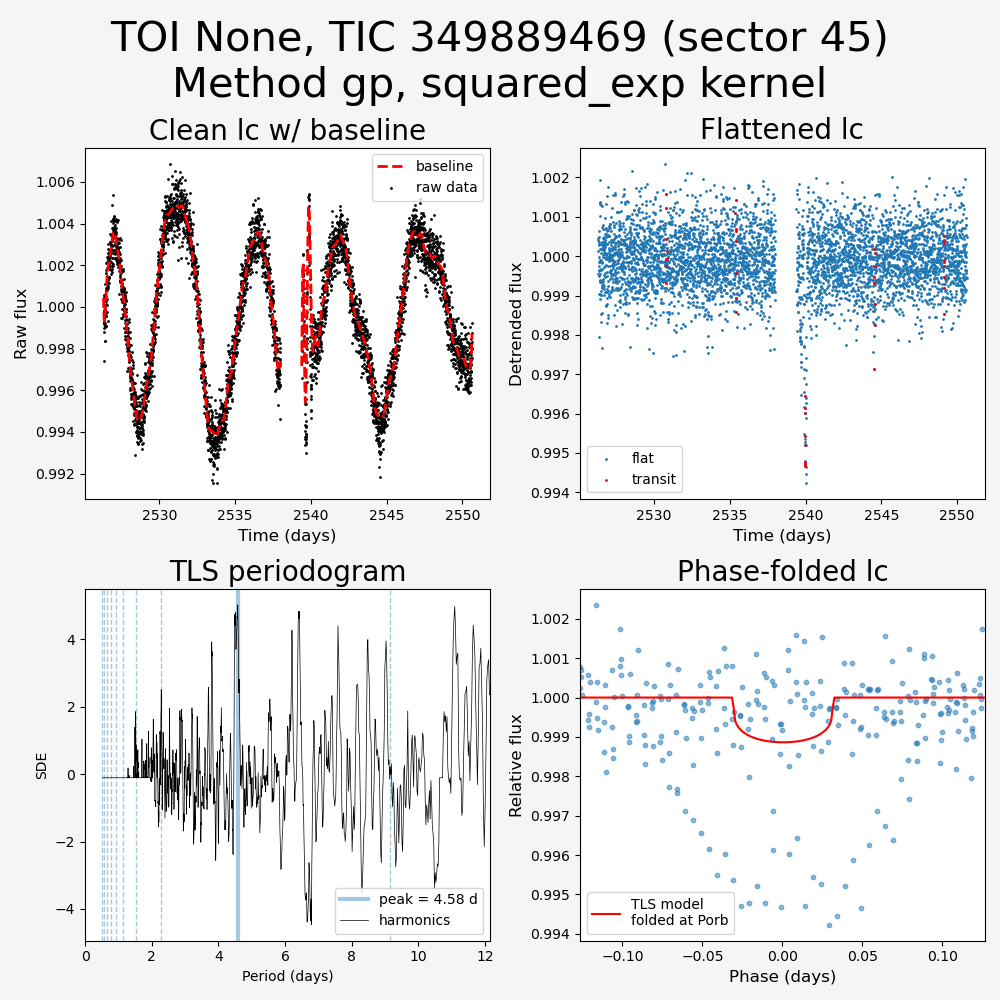 TOI None, TIC 349889469 (sector 45)
Method gp, squared_exp kernel
Clean lc w/ baseline
baseline
raw data
Raw flux
1.006
1.004
1.002
1.000
0.998
0.996
0.994
0.992
2530
2535
2540
2545
2550
Time (days)
Flattened lc
flat
transit
Detrended flux
1.002
1.001
1.000
0.999
0.998
0.997
0.996
0.995
0.994
2530
2535
2540
2545
2550
Time (days)
TLS periodogram
SDE
4
2
0
−2
−4
peak = 4.58 d
harmonics
0
2
4
6
8
10
12
Period (days)
Phase-folded lc
Relative flux
1.002
1.001
1.000
0.999
0.998
0.997
0.996
0.995
0.994
TLS model
folded at Porb
−0.10
−0.05
0.00
0.05
0.10
Phase (days)